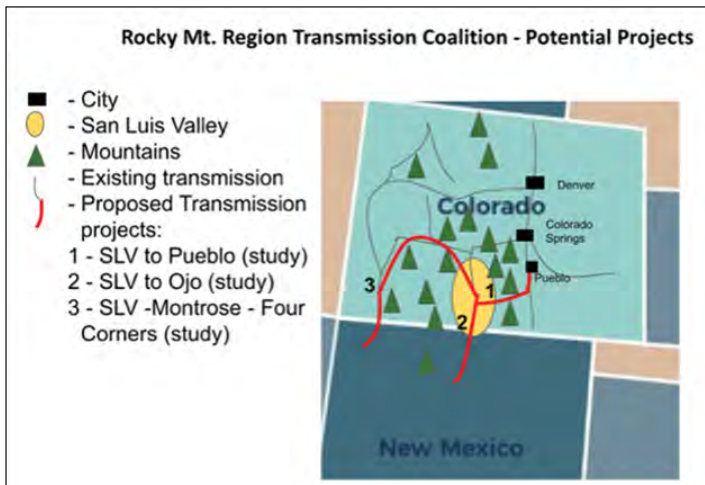 Rocky Mt. Region Transmission Coalition - Potential Projects
- City
- San Luis Valley
- Mountains
- Existing transmission
- Proposed Transmission
projects:
1 - SLV to Pueblo (study)
2 - SLV to Ojo (study)
3 - SLV -Montrose - Four
Corners (study)
Denver
Colorado
Colorado
Springs
Pueblo
3
1
2
New Mexico